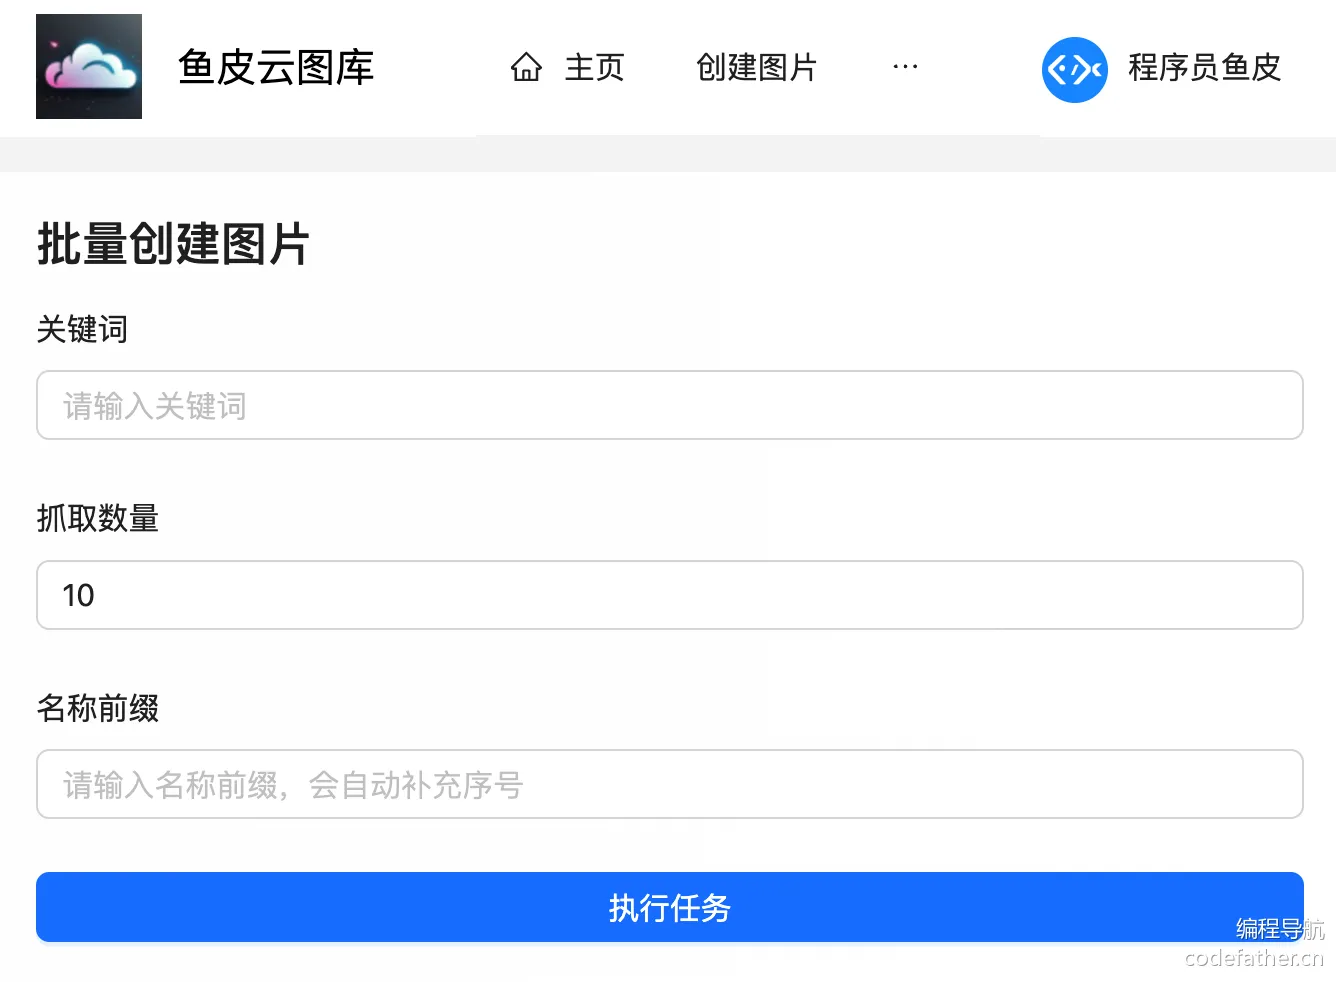 鱼皮云图库 主页 创建图片 ··· 程序员鱼皮
批量创建图片
关键词
请输入关键词
抓取数量
10
名称前缀
请输入名称前缀，会自动补充序号
执行任务
编程导航
codefather.cn